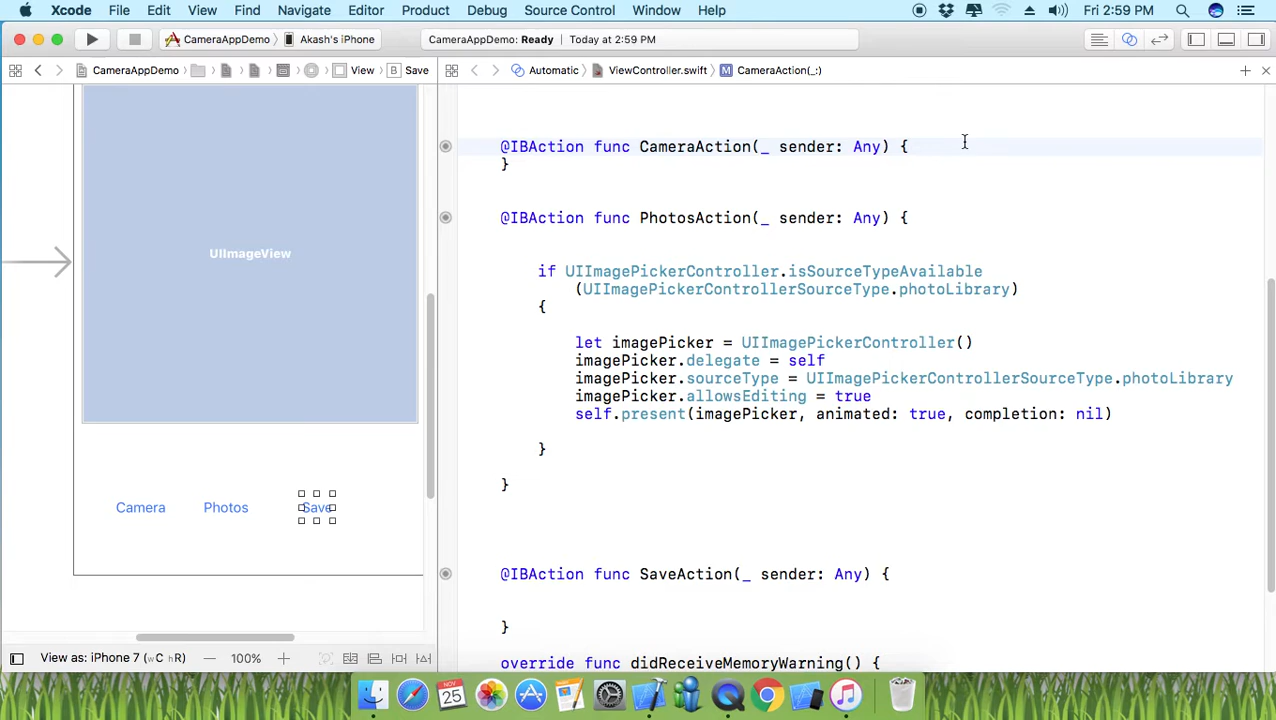 Xcode File Edit View Find Navigate Editor Product Debug Source Control Window Help Fri 2:59 PM
CameraAppDemo Akash's iPhone CameraAppDemo: Ready Today at 2:59 PM
CameraAppDemo View B Save Automatic ViewController.swift M CameraAction(_:)
@IBAction func CameraAction(_ sender: Any) {
}
@IBAction func PhotosAction(_ sender: Any) {
if UIImagePickerController.isSourceTypeAvailable
(UIImagePickerControllerSourceType.photoLibrary)
{
let imagePicker = UIImagePickerController()
imagePicker.delegate = self
imagePicker.sourceType = UIImagePickerControllerSourceType.photoLibrary
imagePicker.allowsEditing = true
self.present(imagePicker, animated: true, completion: nil)
}
}
@IBAction func SaveAction(_ sender: Any) {
}
override func didReceiveMemoryWarning() {
UIImageView
Camera Photos Save
View as: iPhone 7 (wC hR) 100%
NOV
25